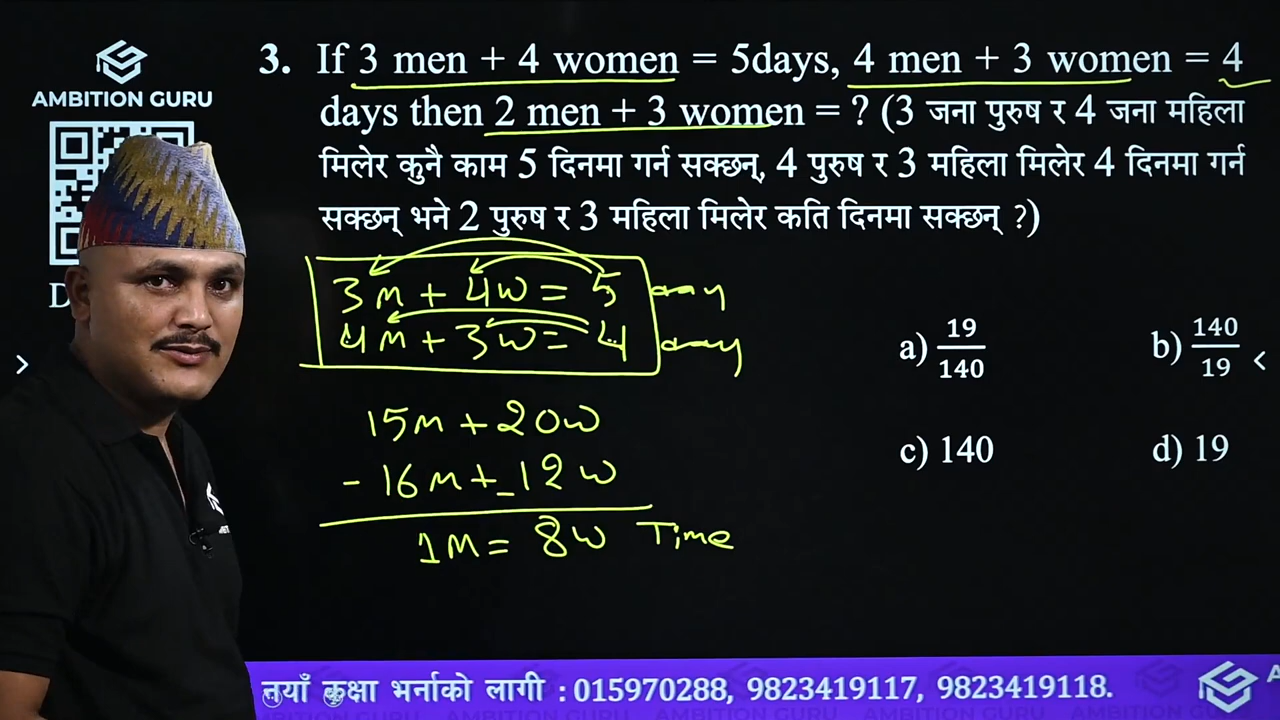 AMBITION GURU
3. If 3 men + 4 women = 5days, 4 men + 3 women = 4
days then 2 men + 3 women = ? (3 जना पुरुष र 4 जना महिला
मिलेर कुनै काम 5 दिनमा गर्न सक्छन्, 4 पुरुष र 3 महिला मिलेर 4 दिनमा गर्न
सक्छन् भने 2 पुरुष र 3 महिला मिलेर कति दिनमा सक्छन् ?)
D
3M + 4W = 5 day
4M + 3W = 4 day
a) 19/140
b) 140/19
15M + 20W
- 16M + - 12W
1M = 8W Time
c) 140
d) 19
नयाँ कक्षा भर्नाको लागी : 015970288, 9823419117, 9823419118.
A